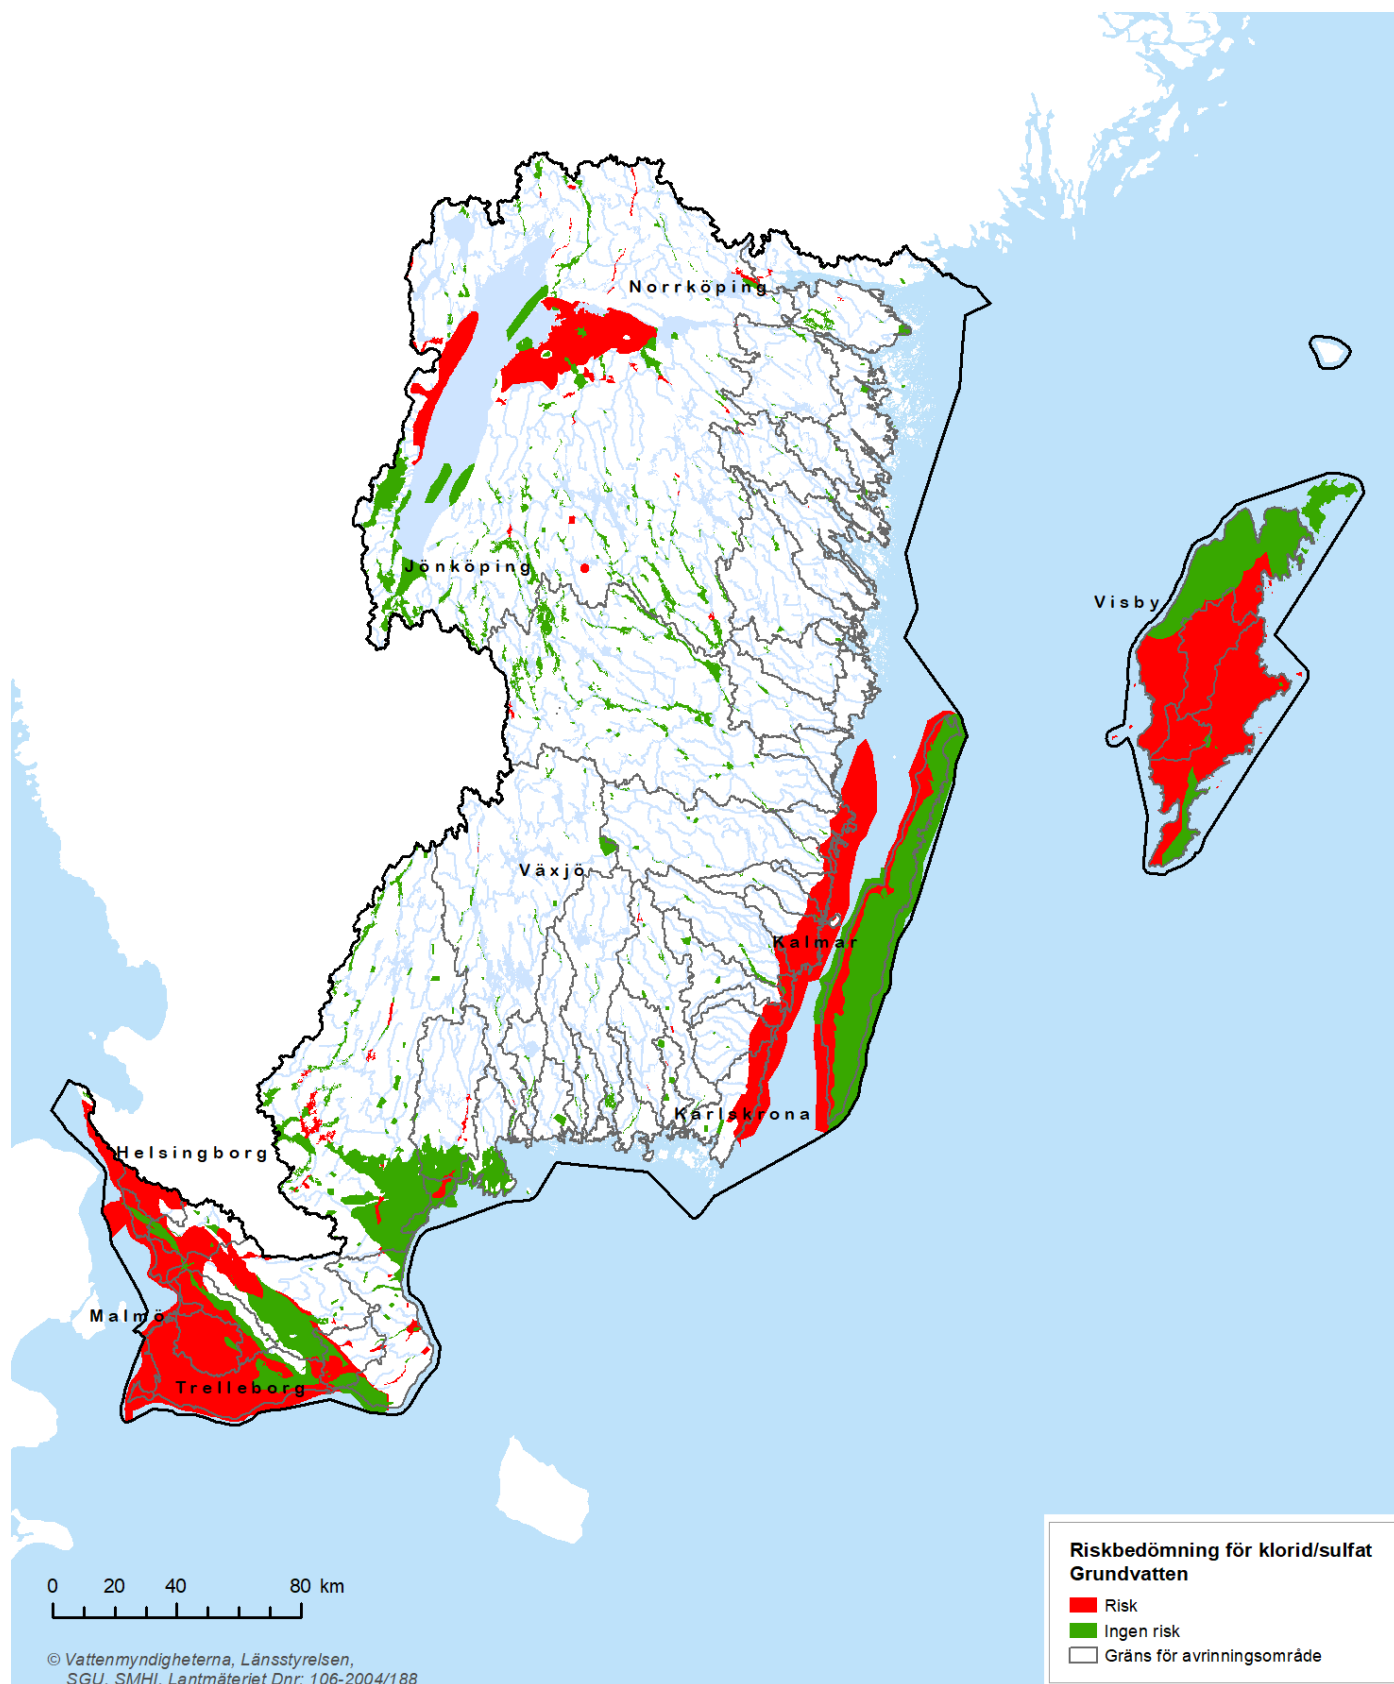 Norrköping
Jönköping
Visby
Växjö
Kalmar
Karlskrona
Helsingborg
Malmö
Trelleborg
Riskbedömning för klorid/sulfat
Grundvatten
Risk
Ingen risk
Gräns för avrinningsområde
0 20 40 80 km
© Vattenmyndigheterna, Länsstyrelsen,
SGU, SMHI, Lantmäteriet Dnr: 106-2004/188